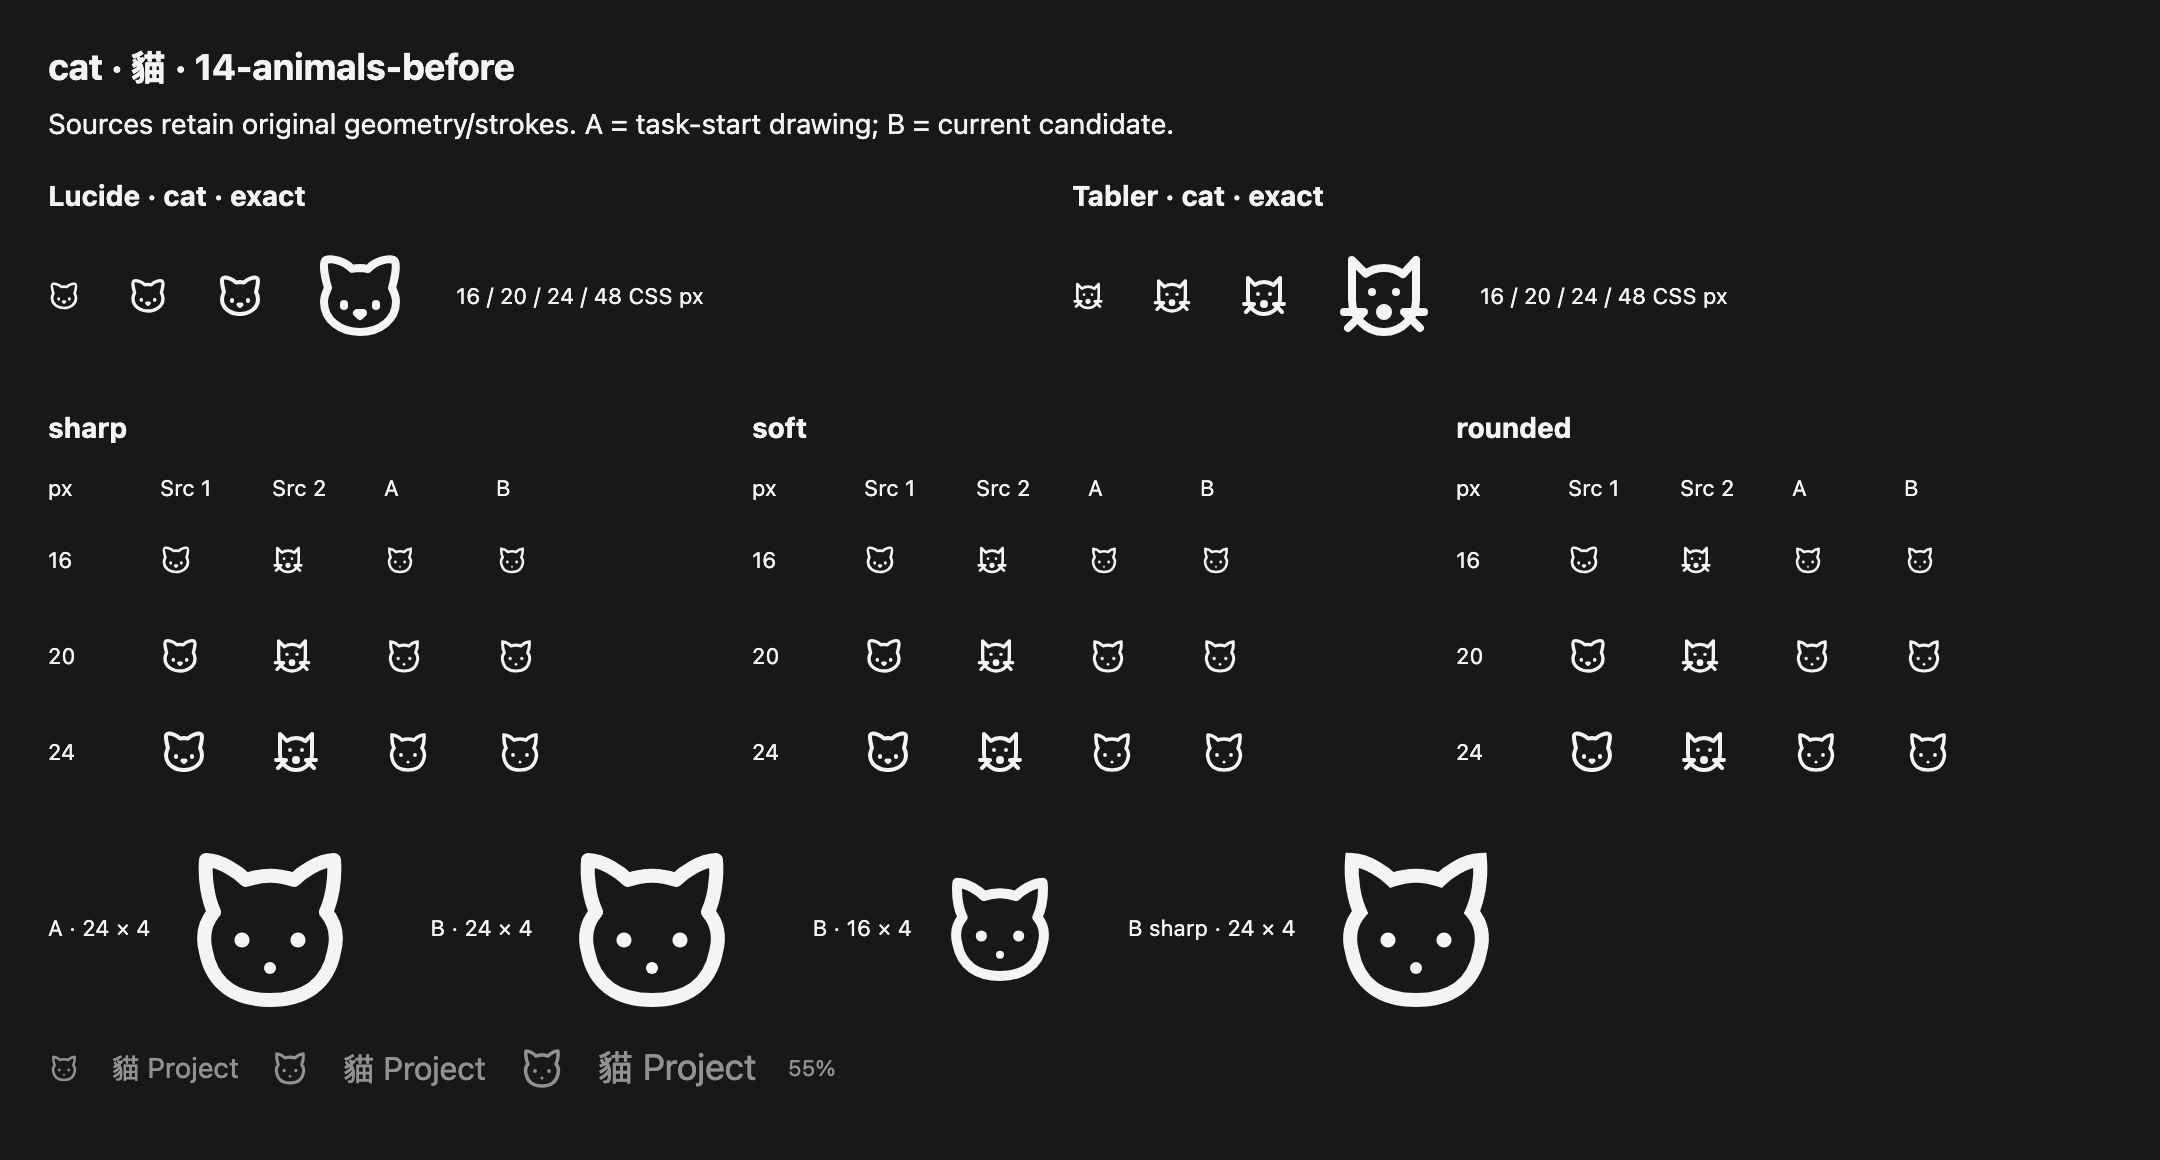 cat · 貓 · 14-animals-before
Sources retain original geometry/strokes. A = task-start drawing; B = current candidate.
Lucide · cat · exact
16 / 20 / 24 / 48 CSS px
Tabler · cat · exact
16 / 20 / 24 / 48 CSS px
sharp
px Src 1 Src 2 A B
16
20
24
soft
px Src 1 Src 2 A B
16
20
24
rounded
px Src 1 Src 2 A B
16
20
24
A · 24 × 4
B · 24 × 4
B · 16 × 4
B sharp · 24 × 4
貓 Project 貓 Project 貓 Project 55%